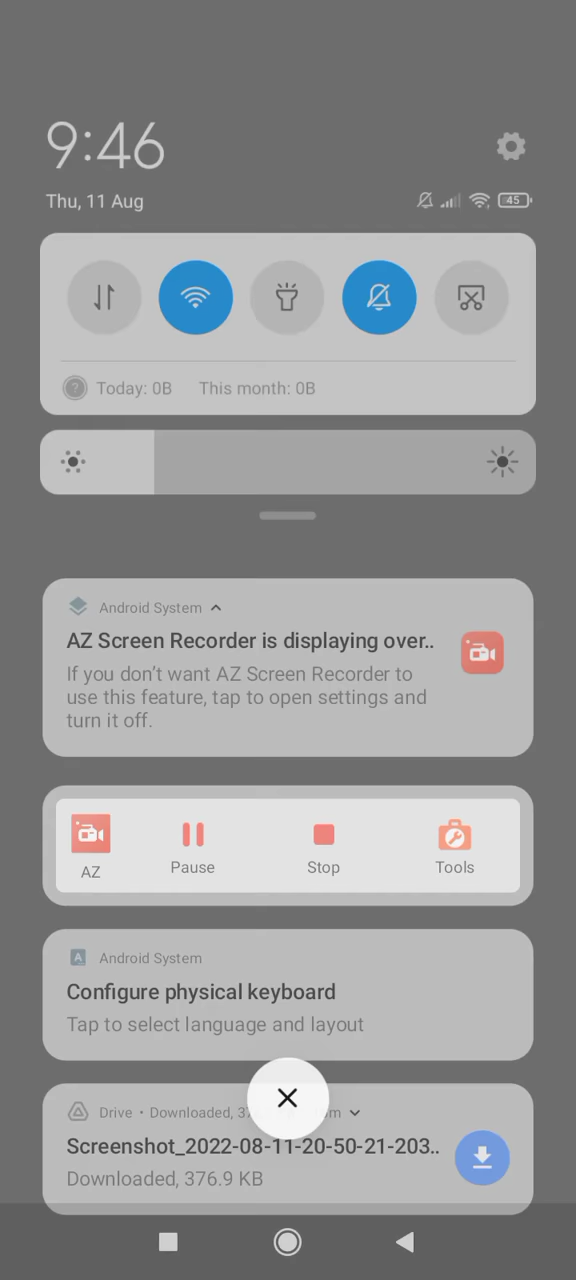 9:46
Thu, 11 Aug
45
Today: 0B This month: 0B
Android System
AZ Screen Recorder is displaying over..
If you don't want AZ Screen Recorder to
use this feature, tap to open settings and
turn it off.
AZ Pause Stop Tools
Android System
Configure physical keyboard
Tap to select language and layout
Drive • Downloaded,
Screenshot_2022-08-11-20-50-21-203..
Downloaded, 376.9 KB